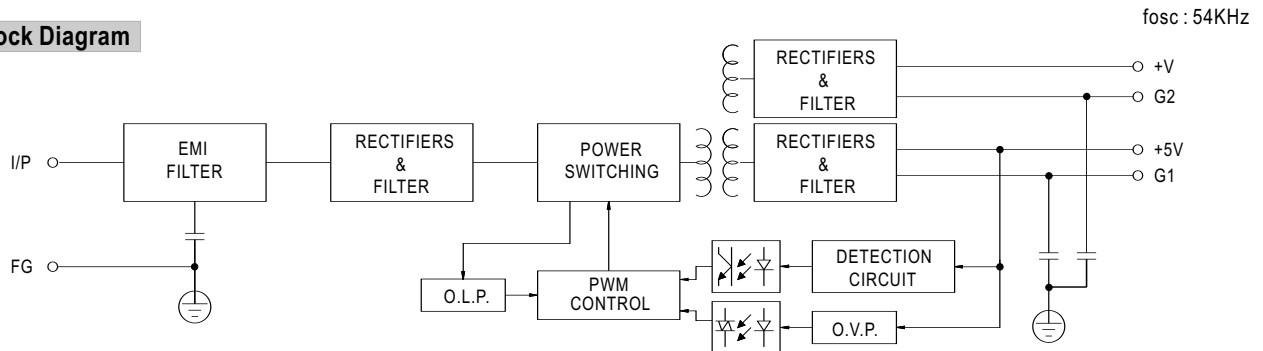 fosc : 54KHz
ock Diagram
RECTIFIERS
&
FILTER
+V
G2
I/P
EMI
FILTER
RECTIFIERS
&
FILTER
POWER
SWITCHING
RECTIFIERS
&
FILTER
+5V
G1
FG
O.L.P.
PWM
CONTROL
DETECTION
CIRCUIT
O.V.P.